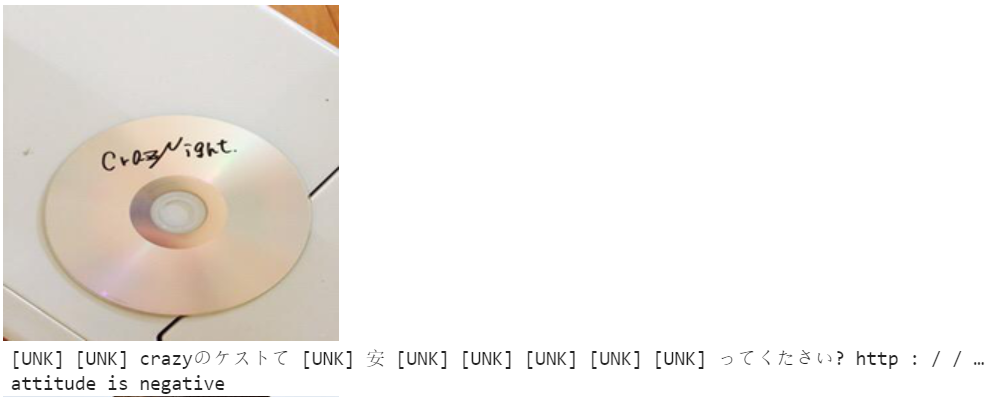 CrazyNight.
[UNK] [UNK] crazyのケストて [UNK] 安 [UNK] [UNK] [UNK] [UNK] [UNK] ってくたさい? http : / / …
attitude is negative